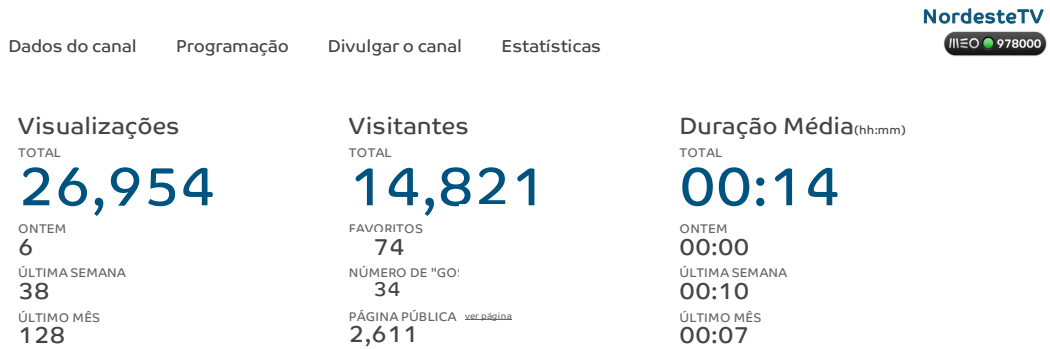 NordesteTV
Dados do canal Programação Divulgar o canal Estatísticas
MEO 978000
Visualizações
TOTAL
26,954
ONTEM
6
ÚLTIMA SEMANA
38
ÚLTIMO MÊS
128
Visitantes
TOTAL
14,821
FAVORITOS
74
NÚMERO DE "GO
34
PÁGINA PÚBLICA ver página
2,611
Duração Média(hh:mm)
TOTAL
00:14
ONTEM
00:00
ÚLTIMA SEMANA
00:10
ÚLTIMO MÊS
00:07